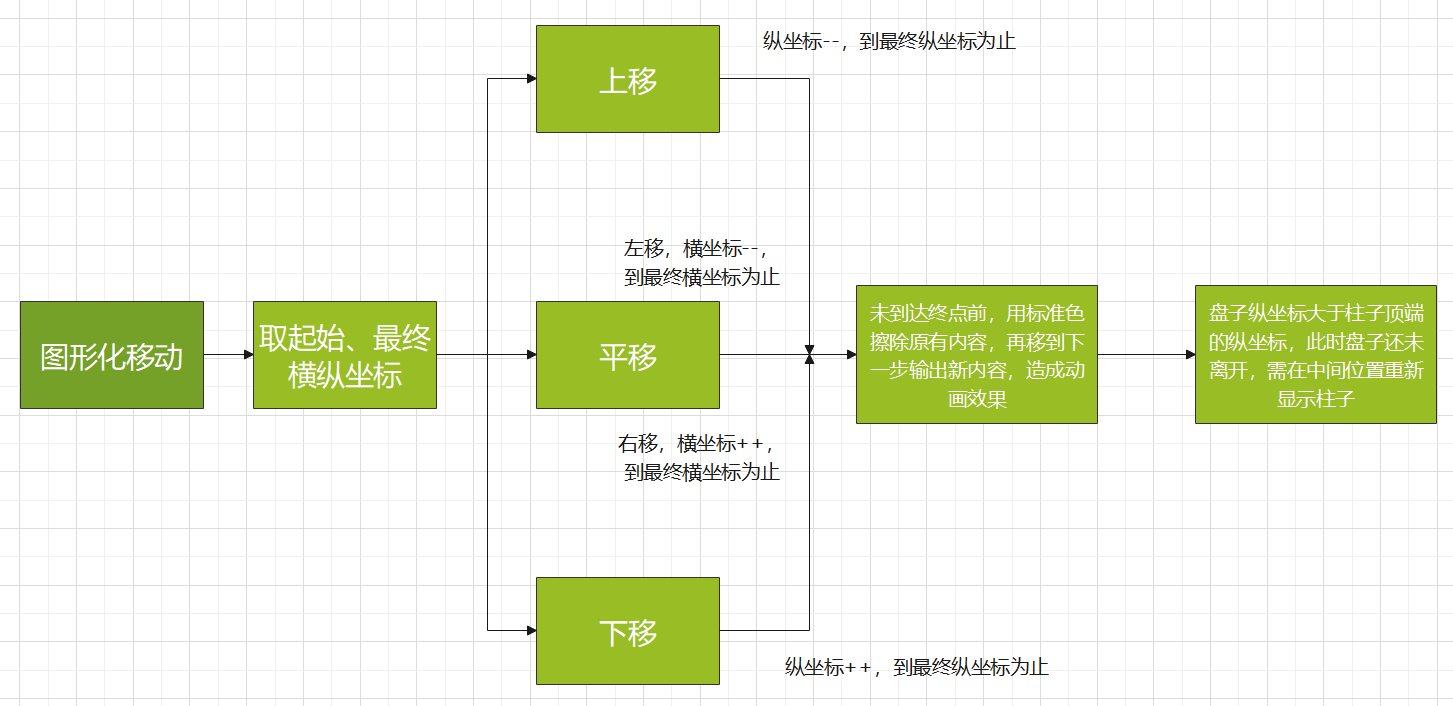 上移
纵坐标--，到最终纵坐标为止
左移，横坐标--，
到最终横坐标为止
图形化移动
取起始、最终
横纵坐标
平移
未到达终点前，用标准色
擦除原有内容，再移到下
一步输出新内容，造成动
画效果
盘子纵坐标大于柱子顶端
的纵坐标，此时盘子还未
离开，需在中间位置重新
显示柱子
右移，横坐标++，
到最终横坐标为止
下移
纵坐标++，到最终纵坐标为止